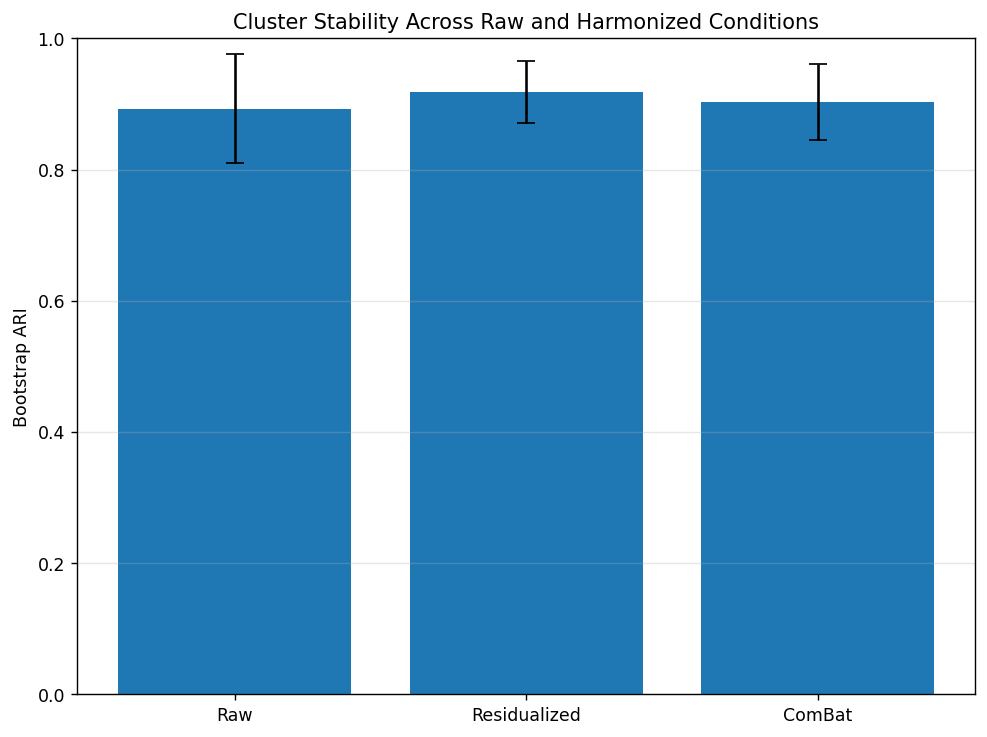 Cluster Stability Across Raw and Harmonized Conditions
1.0
0.8
0.6
0.4
0.2
0.0
Bootstrap ARI
Raw
Residualized
ComBat